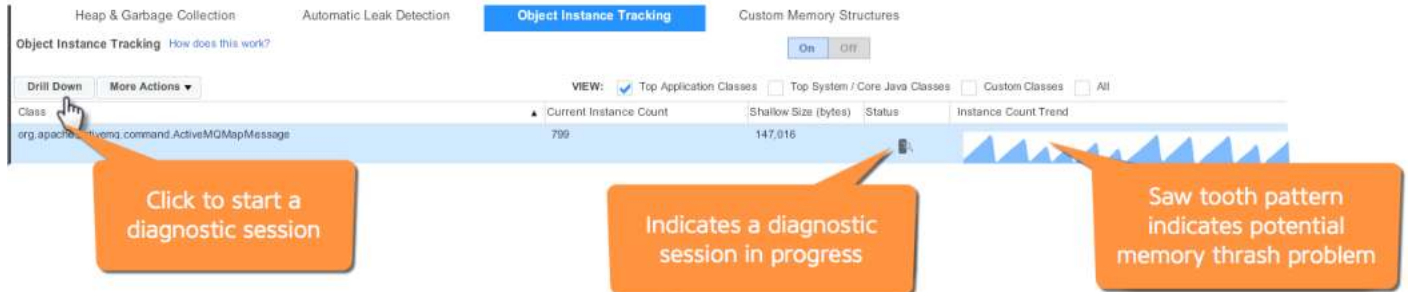 Heap & Garbage Collection Automatic Leak Detection Object Instance Tracking Custom Memory Structures
Object Instance Tracking How does this work?
On Off
Drill Down More Actions ▾ VIEW: Top Application Classes Top System / Core Java Classes Custom Classes All
Class ▲ Current Instance Count Shallow Size (bytes) Status Instance Count Trend
org.apache.activemq.command.ActiveMQMapMessage 799 147,016
Click to start a
diagnostic session
Indicates a diagnostic
session in progress
Saw tooth pattern
indicates potential
memory thrash problem